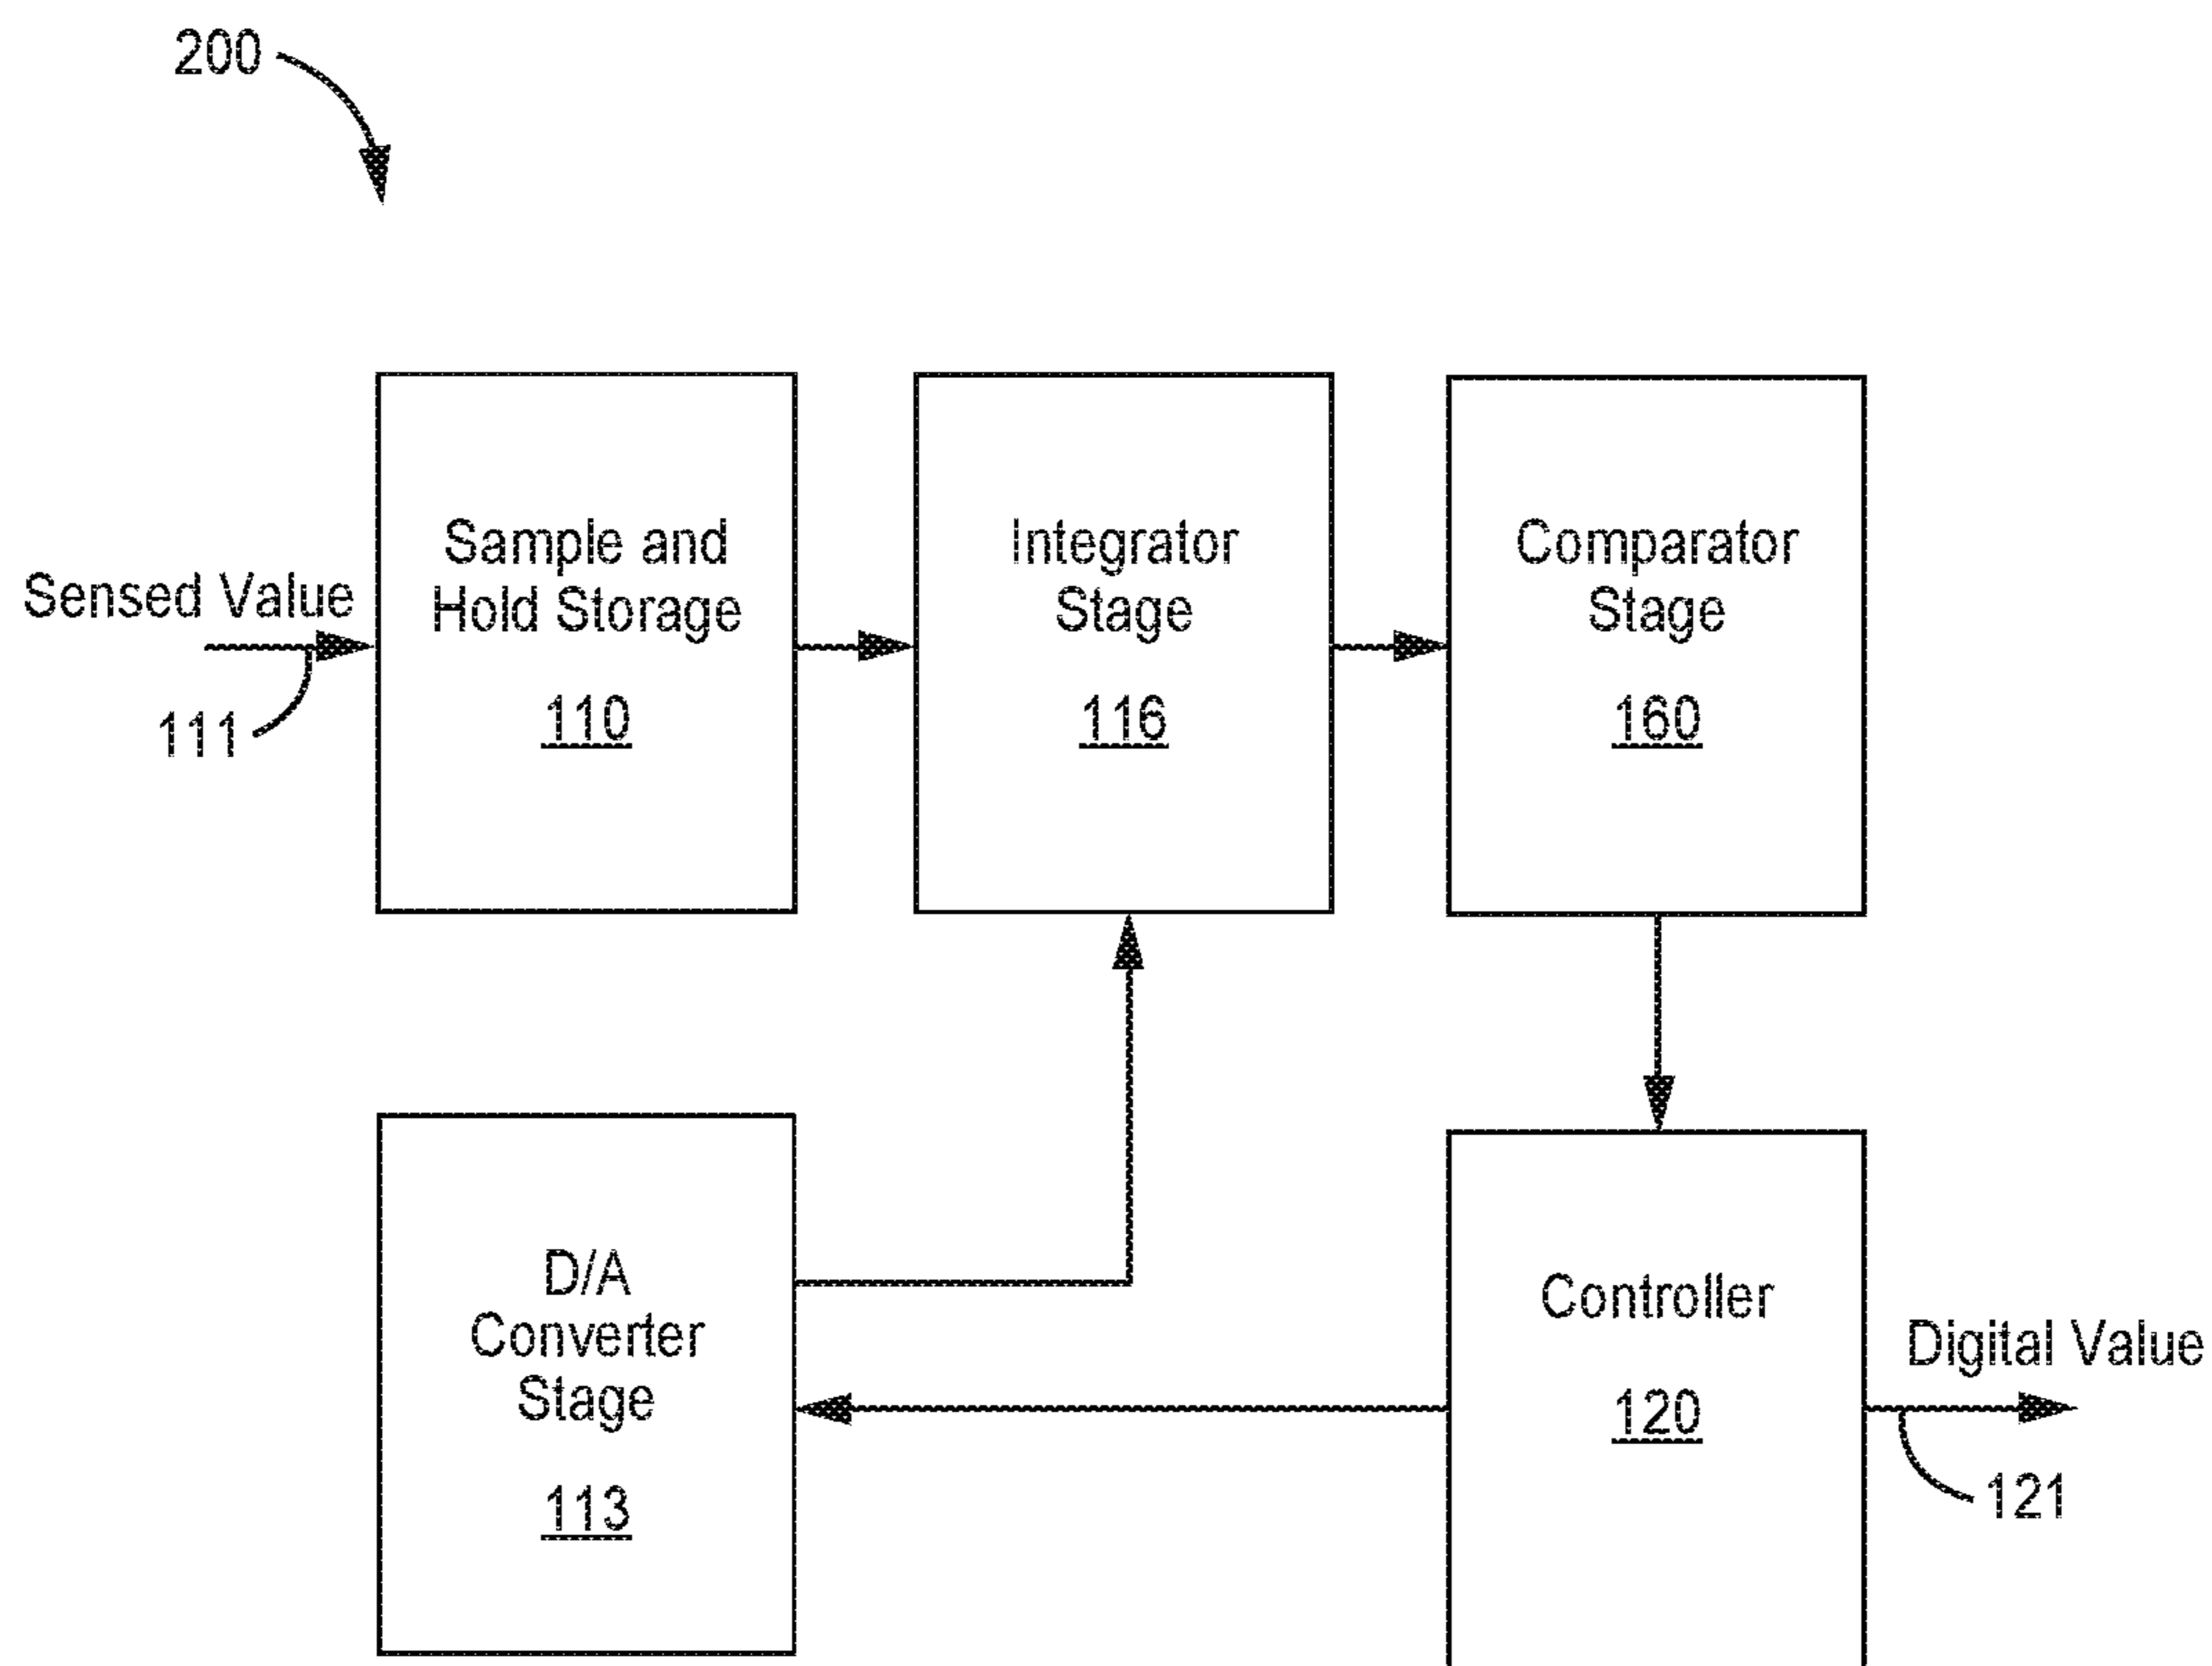 200
Sensed Value
111
Sample and
Hold Storage
110
Integrator
Stage
116
Comparator
Stage
160
D/A
Converter
Stage
113
Controller
120
Digital Value
121